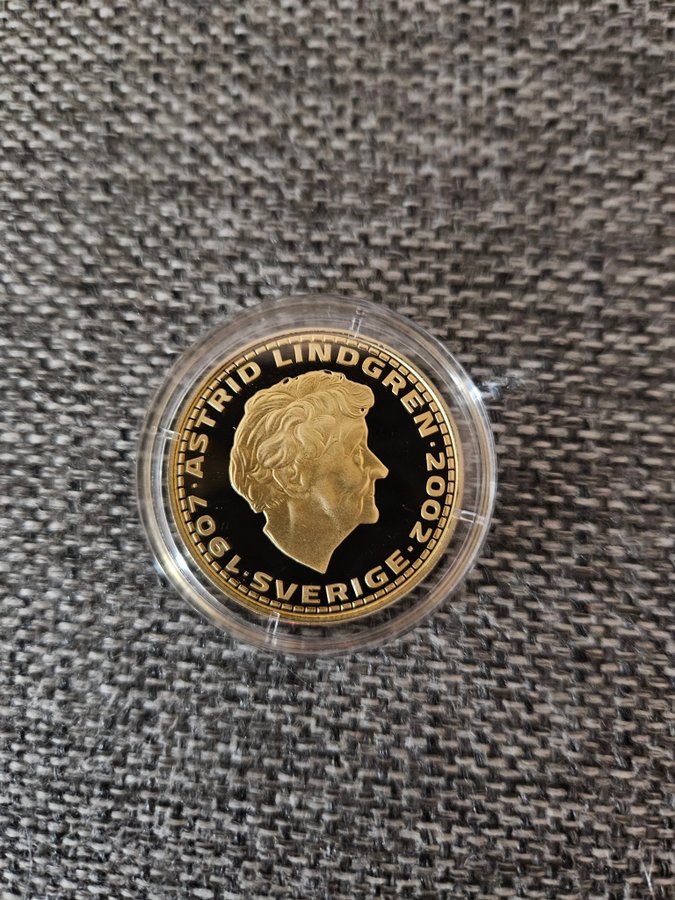 ASTRID LINDGREN · 2002 · SVERIGE · 1907 ·